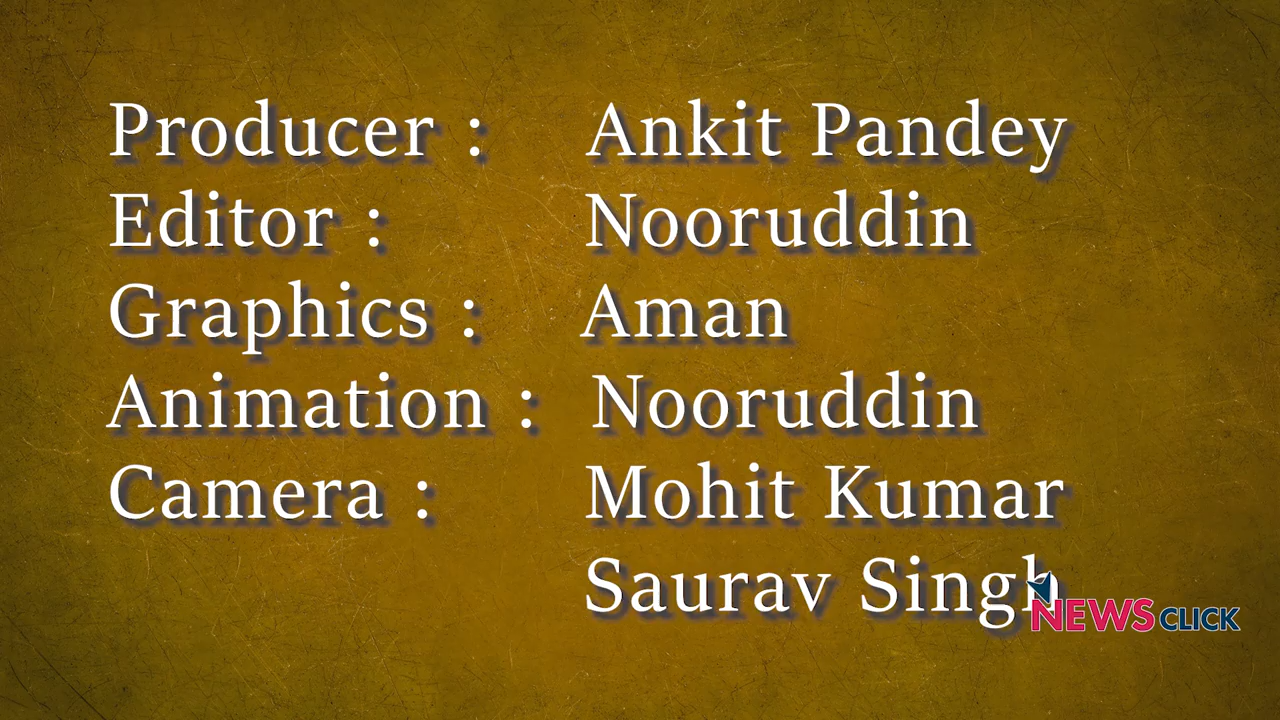 Producer : Ankit Pandey
Editor : Nooruddin
Graphics : Aman
Animation : Nooruddin
Camera : Mohit Kumar
Saurav Singh
NEWSCLICK